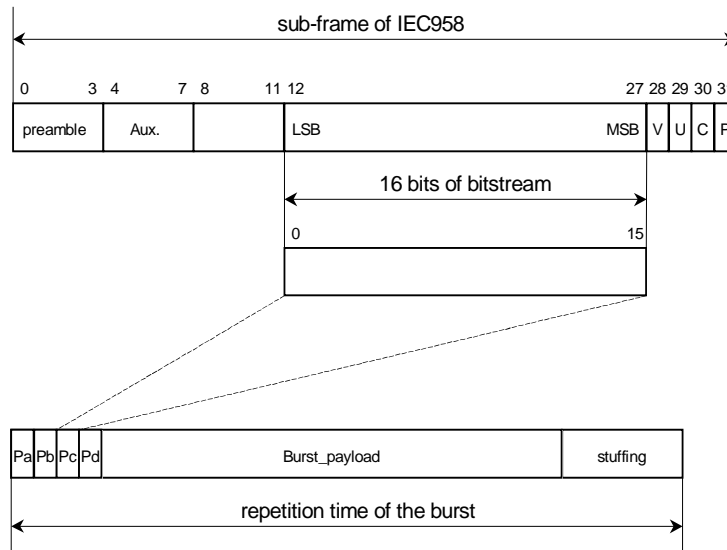 sub-frame of IEC958
0 3 4 7 8 11 12 27 28 29 30 3
preamble Aux. LSB MSB V U C P
16 bits of bitstream
0 15
Pa Pb Pc Pd Burst_payload stuffing
repetition time of the burst